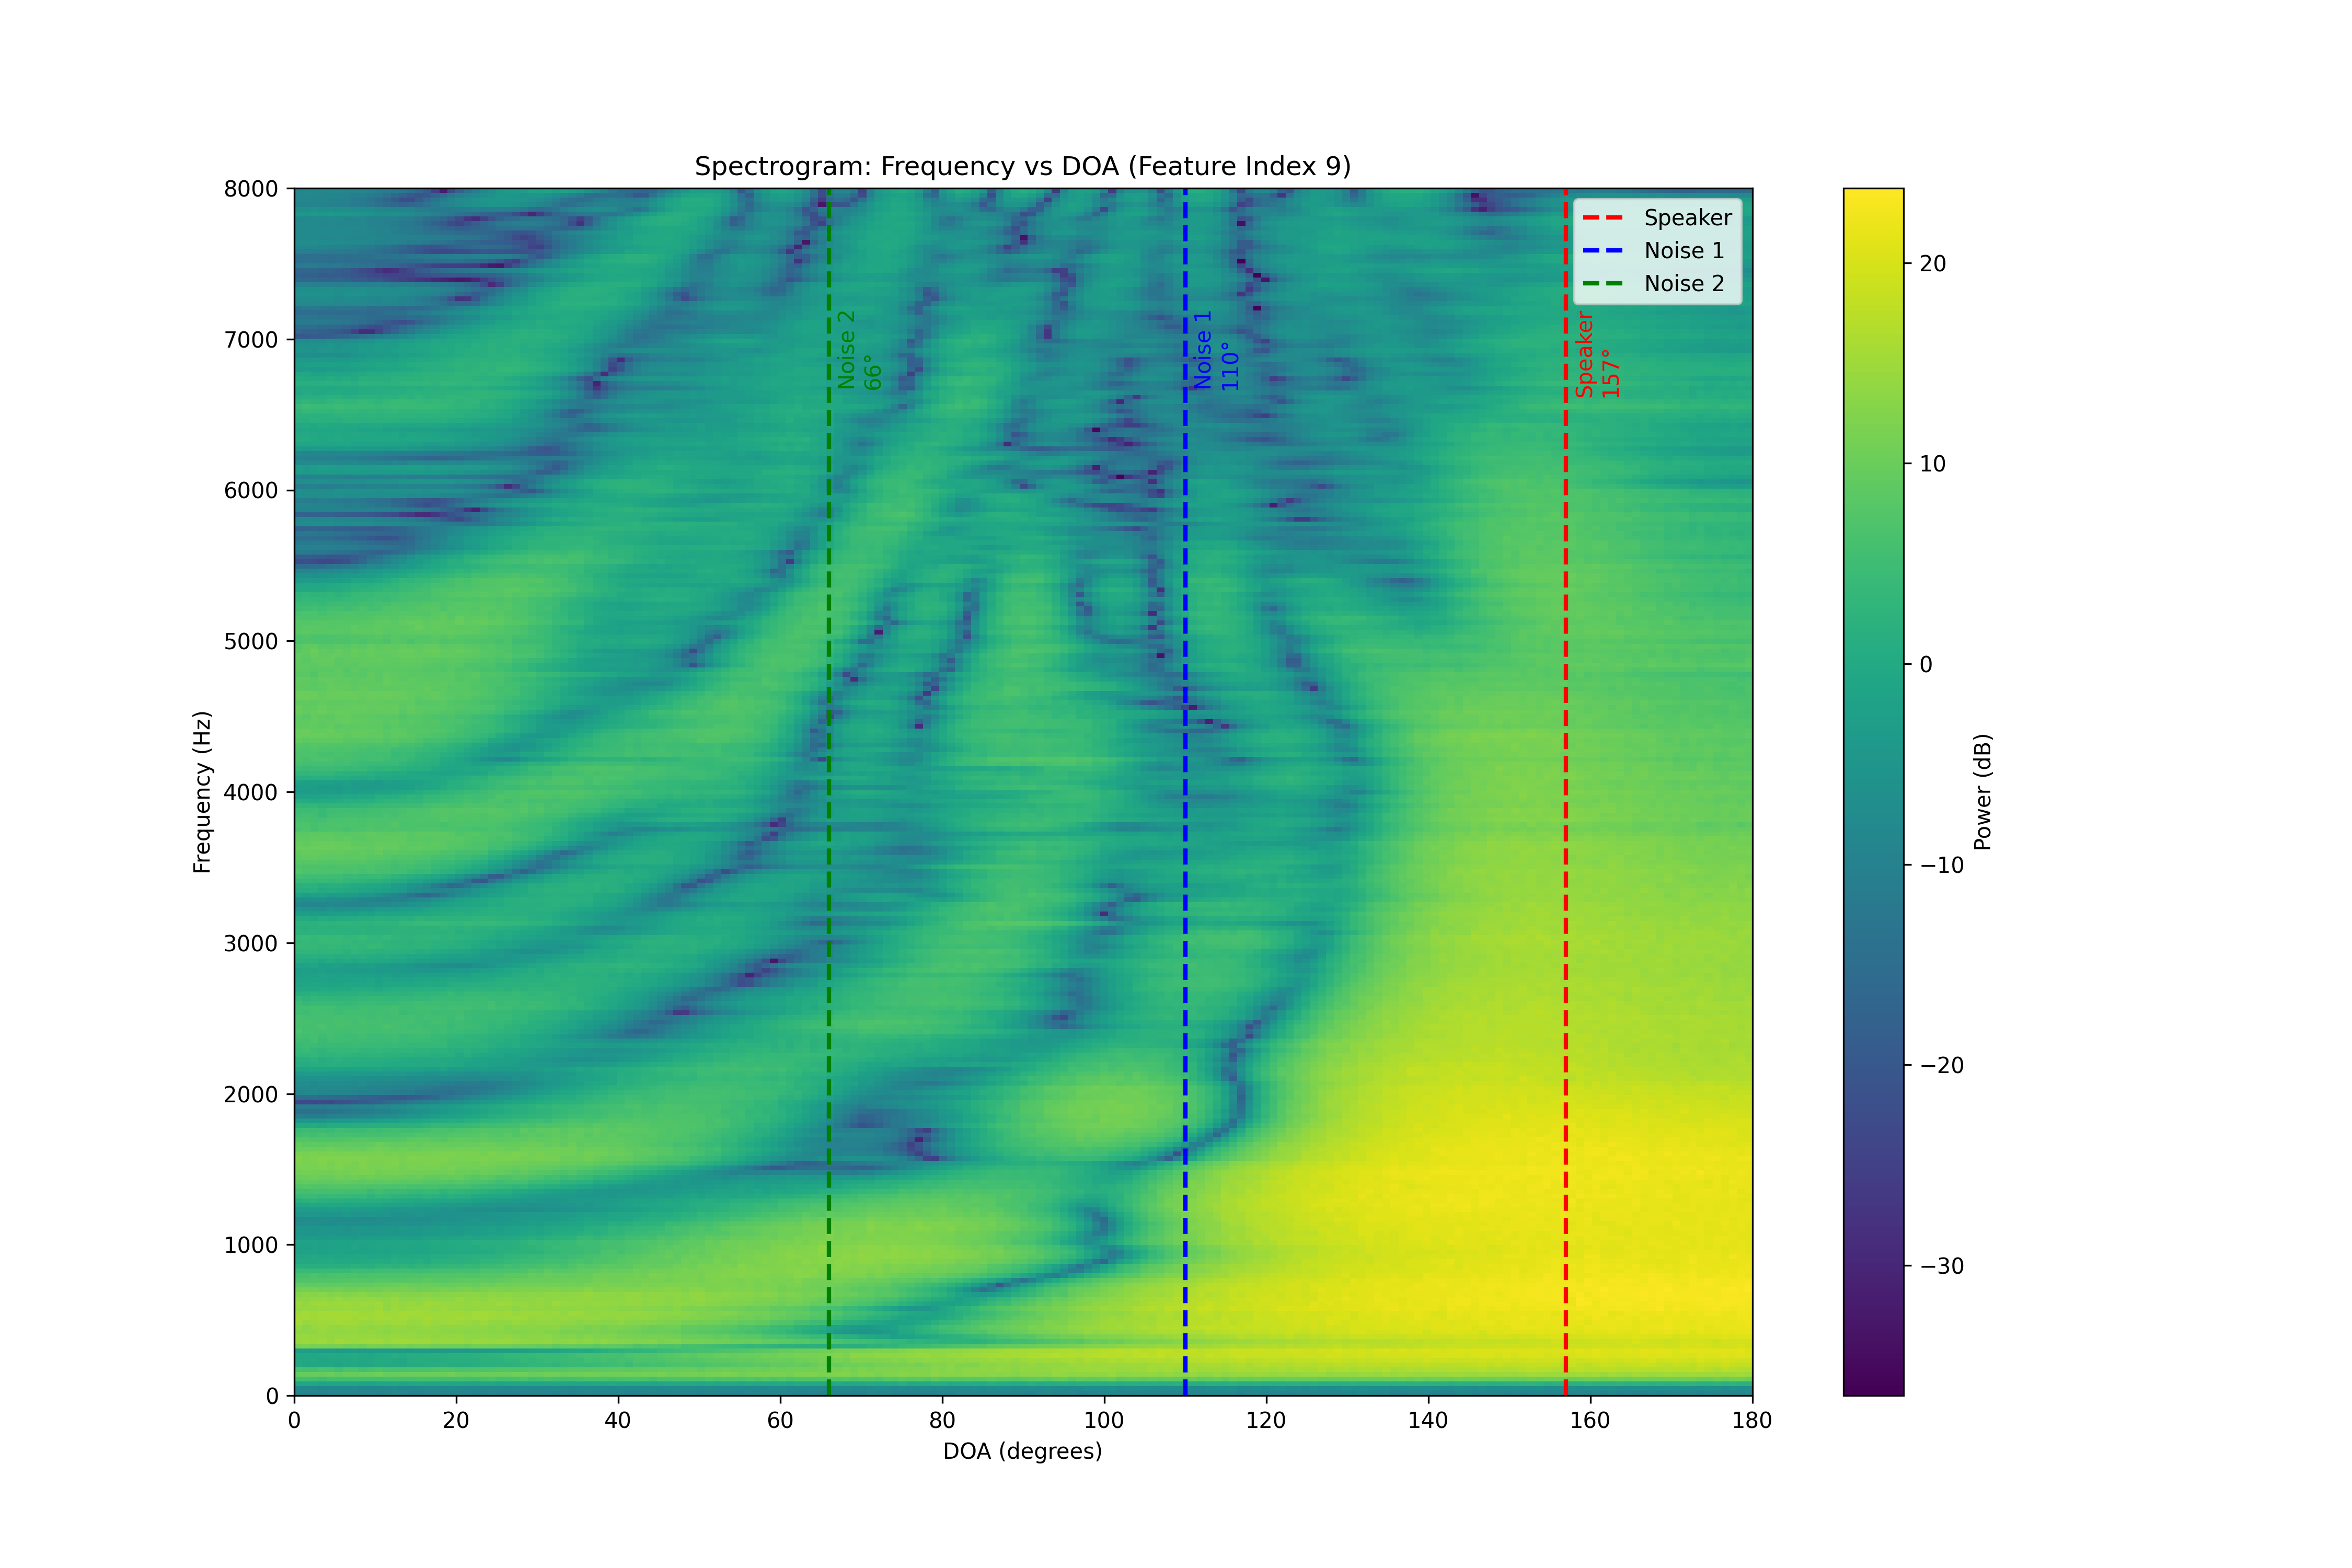 Spectrogram: Frequency vs DOA (Feature Index 9)
8000
7000
6000
5000
4000
3000
2000
1000
0
Frequency (Hz)
0
20
40
60
80
100
120
140
160
180
DOA (degrees)
Speaker
Noise 1
Noise 2
Noise 2
66°
Noise 1
110°
Speaker
157°
20
10
0
−10
−20
−30
Power (dB)